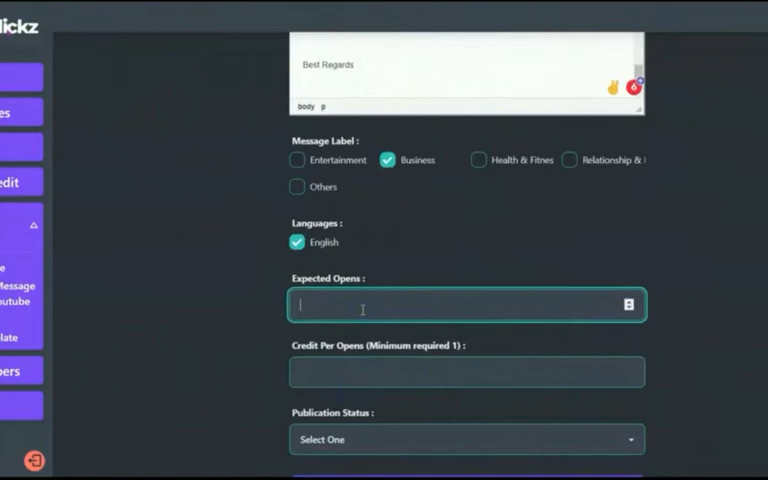 lickz
Best Regards
body p
es
Message Label :
Entertainment Business Health & Fitnes Relationship &
edit
Others
Languages :
English
e
Message
Expected Opens :
outube
late
Credit Per Opens (Minimum required 1) :
bers
Publication Status :
Select One